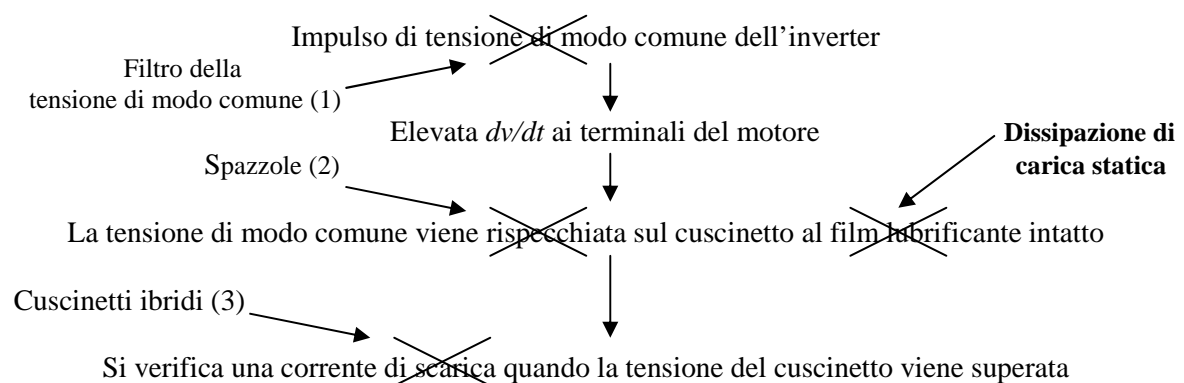 Impulso di tensione di modo comune dell’inverter
Filtro della
tensione di modo comune (1)
Elevata dv/dt ai terminali del motore
Dissipazione di
carica statica
Spazzole (2)
La tensione di modo comune viene rispecchiata sul cuscinetto al film lubrificante intatto
Cuscinetti ibridi (3)
Si verifica una corrente di scarica quando la tensione del cuscinetto viene superata